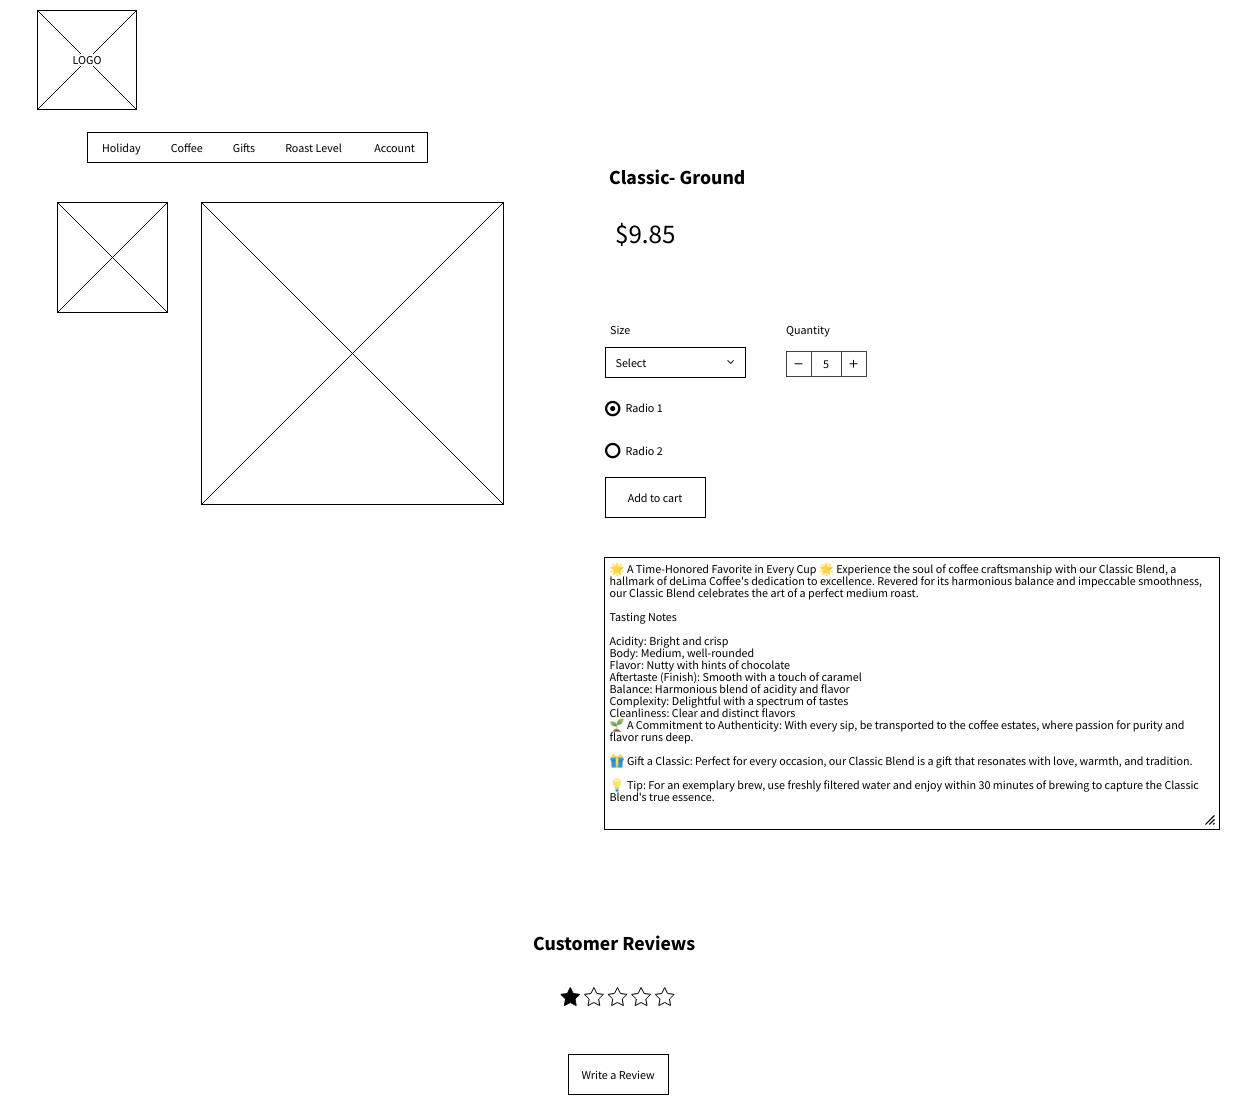 LOGO
Holiday Coffee Gifts Roast Level Account
Classic- Ground
$9.85
Size
Quantity
Select
5
Radio 1
Radio 2
Add to cart
🌟 A Time-Honored Favorite in Every Cup 🌟 Experience the soul of coffee craftsmanship with our Classic Blend, a
hallmark of deLima Coffee's dedication to excellence. Revered for its harmonious balance and impeccable smoothness,
our Classic Blend celebrates the art of a perfect medium roast.
Tasting Notes
Acidity: Bright and crisp
Body: Medium, well-rounded
Flavor: Nutty with hints of chocolate
Aftertaste (Finish): Smooth with a touch of caramel
Balance: Harmonious blend of acidity and flavor
Complexity: Delightful with a spectrum of tastes
Cleanliness: Clear and distinct flavors
🌱 A Commitment to Authenticity: With every sip, be transported to the coffee estates, where passion for purity and
flavor runs deep.
🎁 Gift a Classic: Perfect for every occasion, our Classic Blend is a gift that resonates with love, warmth, and tradition.
💡 Tip: For an exemplary brew, use freshly filtered water and enjoy within 30 minutes of brewing to capture the Classic
Blend's true essence.
Customer Reviews
Write a Review